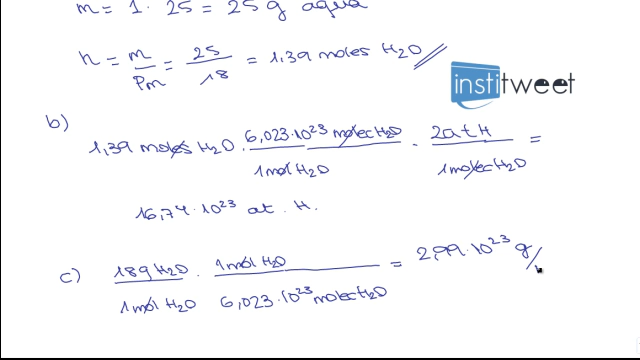 m = 1 · 25 = 25 g agua
n = m/Pm = 25/18 = 1,39 moles H2O
institweet
b)
1,39 moles H2O · 6,023·10^23 molec H2O / 1 mol H2O · 2 at H / 1 molec H2O =
16,74 · 10^23 at . H.
c) 18 g H2O / 1 mol H2O · 1 mol H2O / 6,023·10^23 molec H2O = 2,99 · 10^23 g/